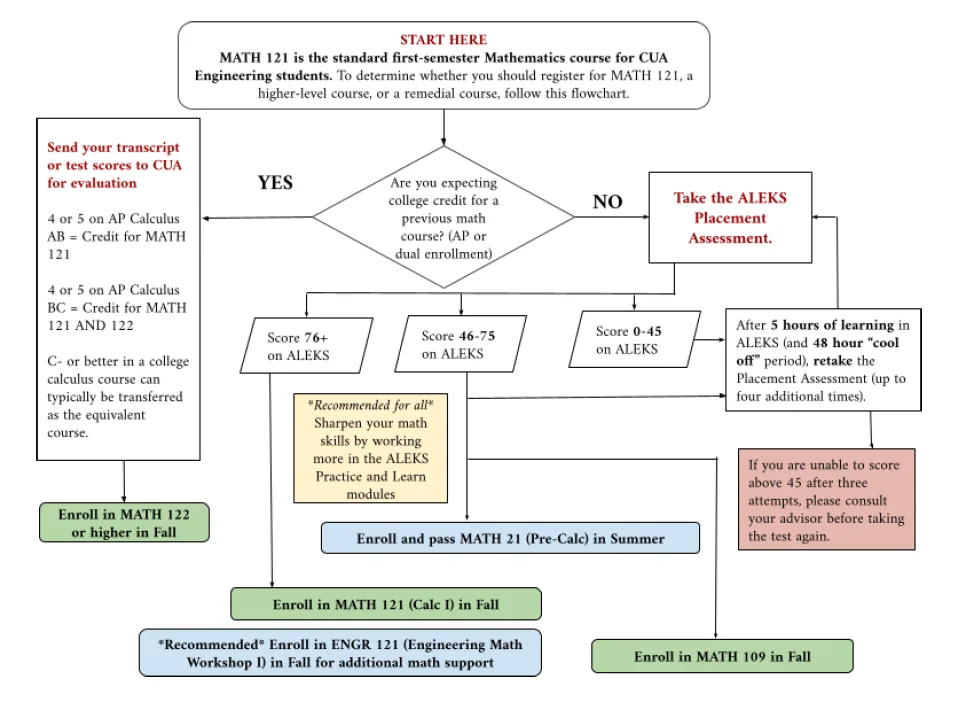 START HERE
MATH 121 is the standard first-semester Mathematics course for CUA
Engineering students. To determine whether you should register for MATH 121, a
higher-level course, or a remedial course, follow this flowchart.
Send your transcript
or test scores to CUA
for evaluation
4 or 5 on AP Calculus
AB = Credit for MATH
121
4 or 5 on AP Calculus
BC = Credit for MATH
121 AND 122
C- or better in a college
calculus course can
typically be transferred
as the equivalent
course.
YES
Are you expecting
college credit for a
previous math
course? (AP or
dual enrollment)
NO
Take the ALEKS
Placement
Assessment.
Score 76+
on ALEKS
Score 46-75
on ALEKS
Score 0-45
on ALEKS
After 5 hours of learning in
ALEKS (and 48 hour “cool
off” period), retake the
Placement Assessment (up to
four additional times).
*Recommended for all*
Sharpen your math
skills by working
more in the ALEKS
Practice and Learn
modules
If you are unable to score
above 45 after three
attempts, please consult
your advisor before taking
the test again.
Enroll in MATH 122
or higher in Fall
Enroll and pass MATH 21 (Pre-Calc) in Summer
Enroll in MATH 121 (Calc I) in Fall
*Recommended* Enroll in ENGR 121 (Engineering Math
Workshop I) in Fall for additional math support
Enroll in MATH 109 in Fall